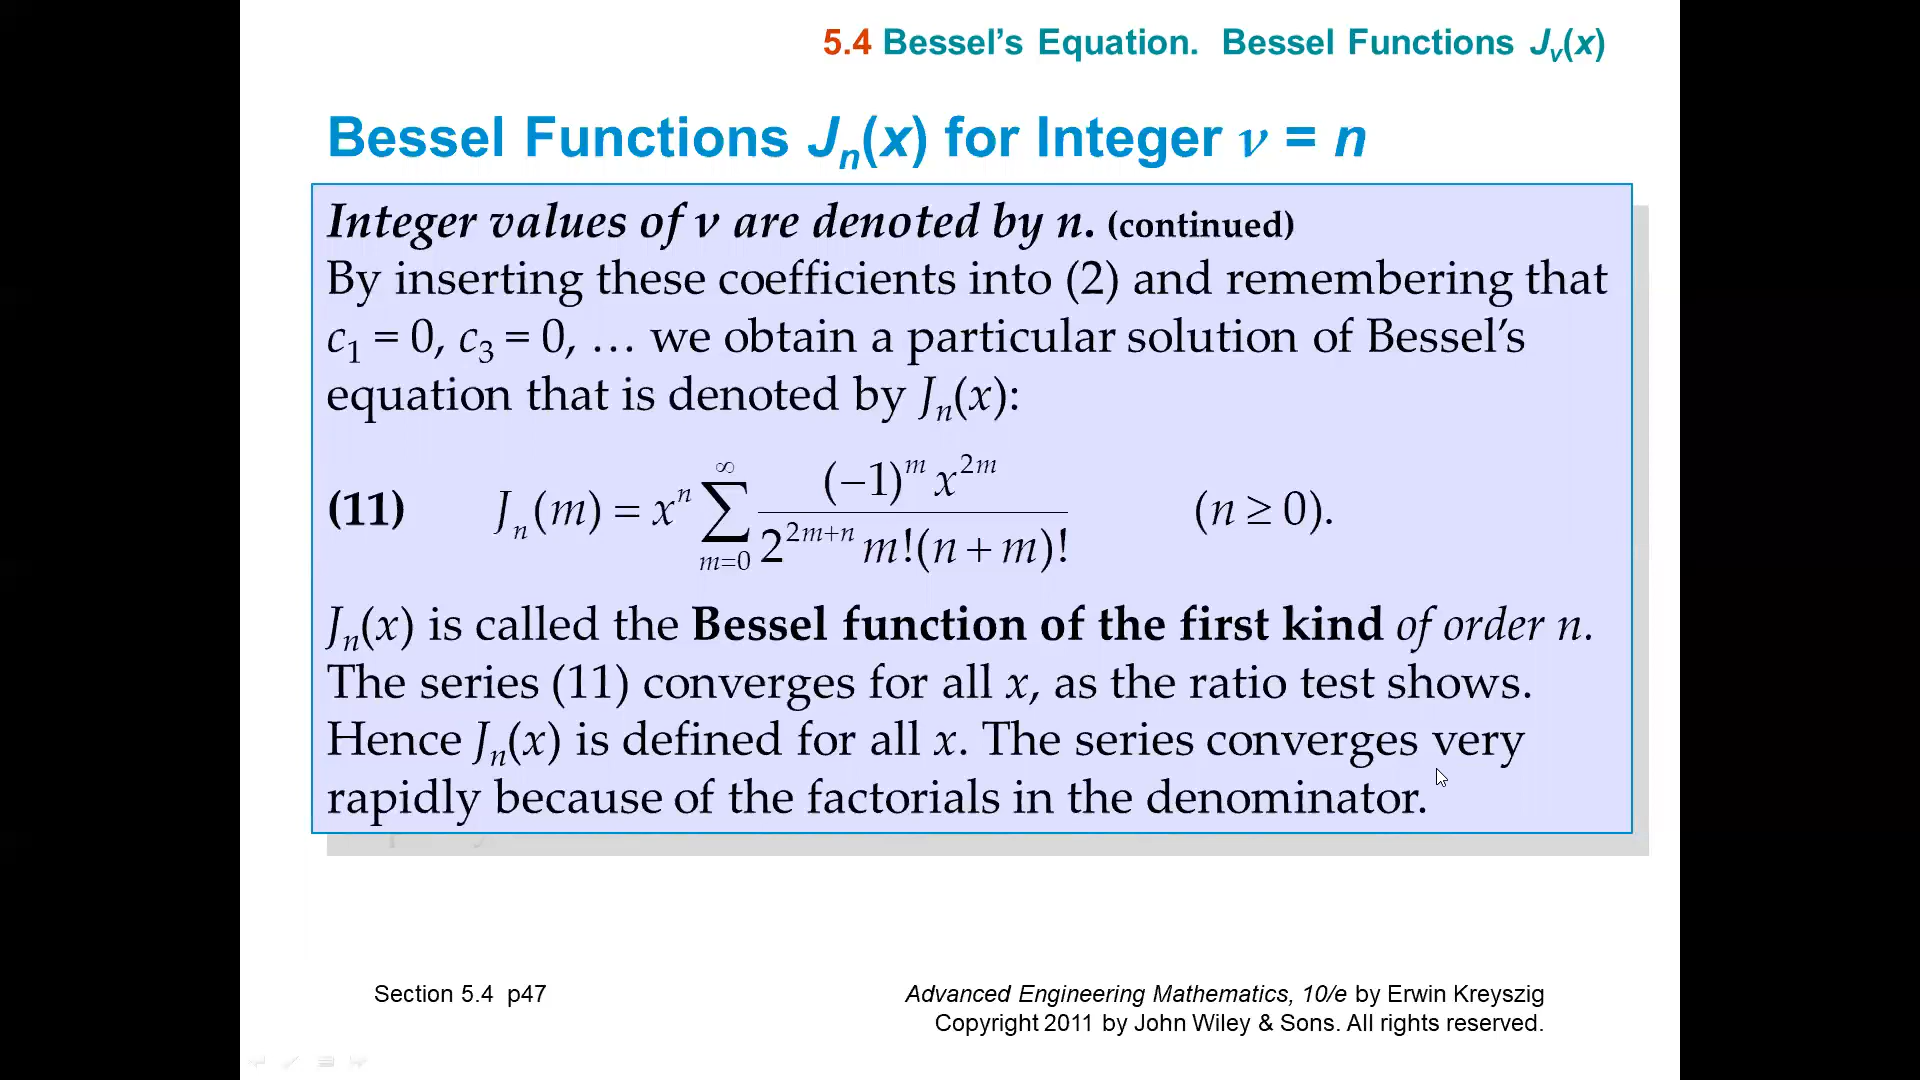 5.4 Bessel’s Equation. Bessel Functions Jᵥ(x)
Bessel Functions Jₙ(x) for Integer ν = n
Integer values of ν are denoted by n. (continued)
By inserting these coefficients into (2) and remembering that
c₁ = 0, c₃ = 0, … we obtain a particular solution of Bessel’s
equation that is denoted by Jₙ(x):
(11) Jₙ(m) = xⁿ ∑_{m=0}^{∞} \frac{(−1)^m x^{2m}}{2^{2m+n} m!(n + m)!} (n ≥ 0).
Jₙ(x) is called the Bessel function of the first kind of order n.
The series (11) converges for all x, as the ratio test shows.
Hence Jₙ(x) is defined for all x. The series converges very
rapidly because of the factorials in the denominator.
Section 5.4 p47
Advanced Engineering Mathematics, 10/e by Erwin Kreyszig
Copyright 2011 by John Wiley & Sons. All rights reserved.